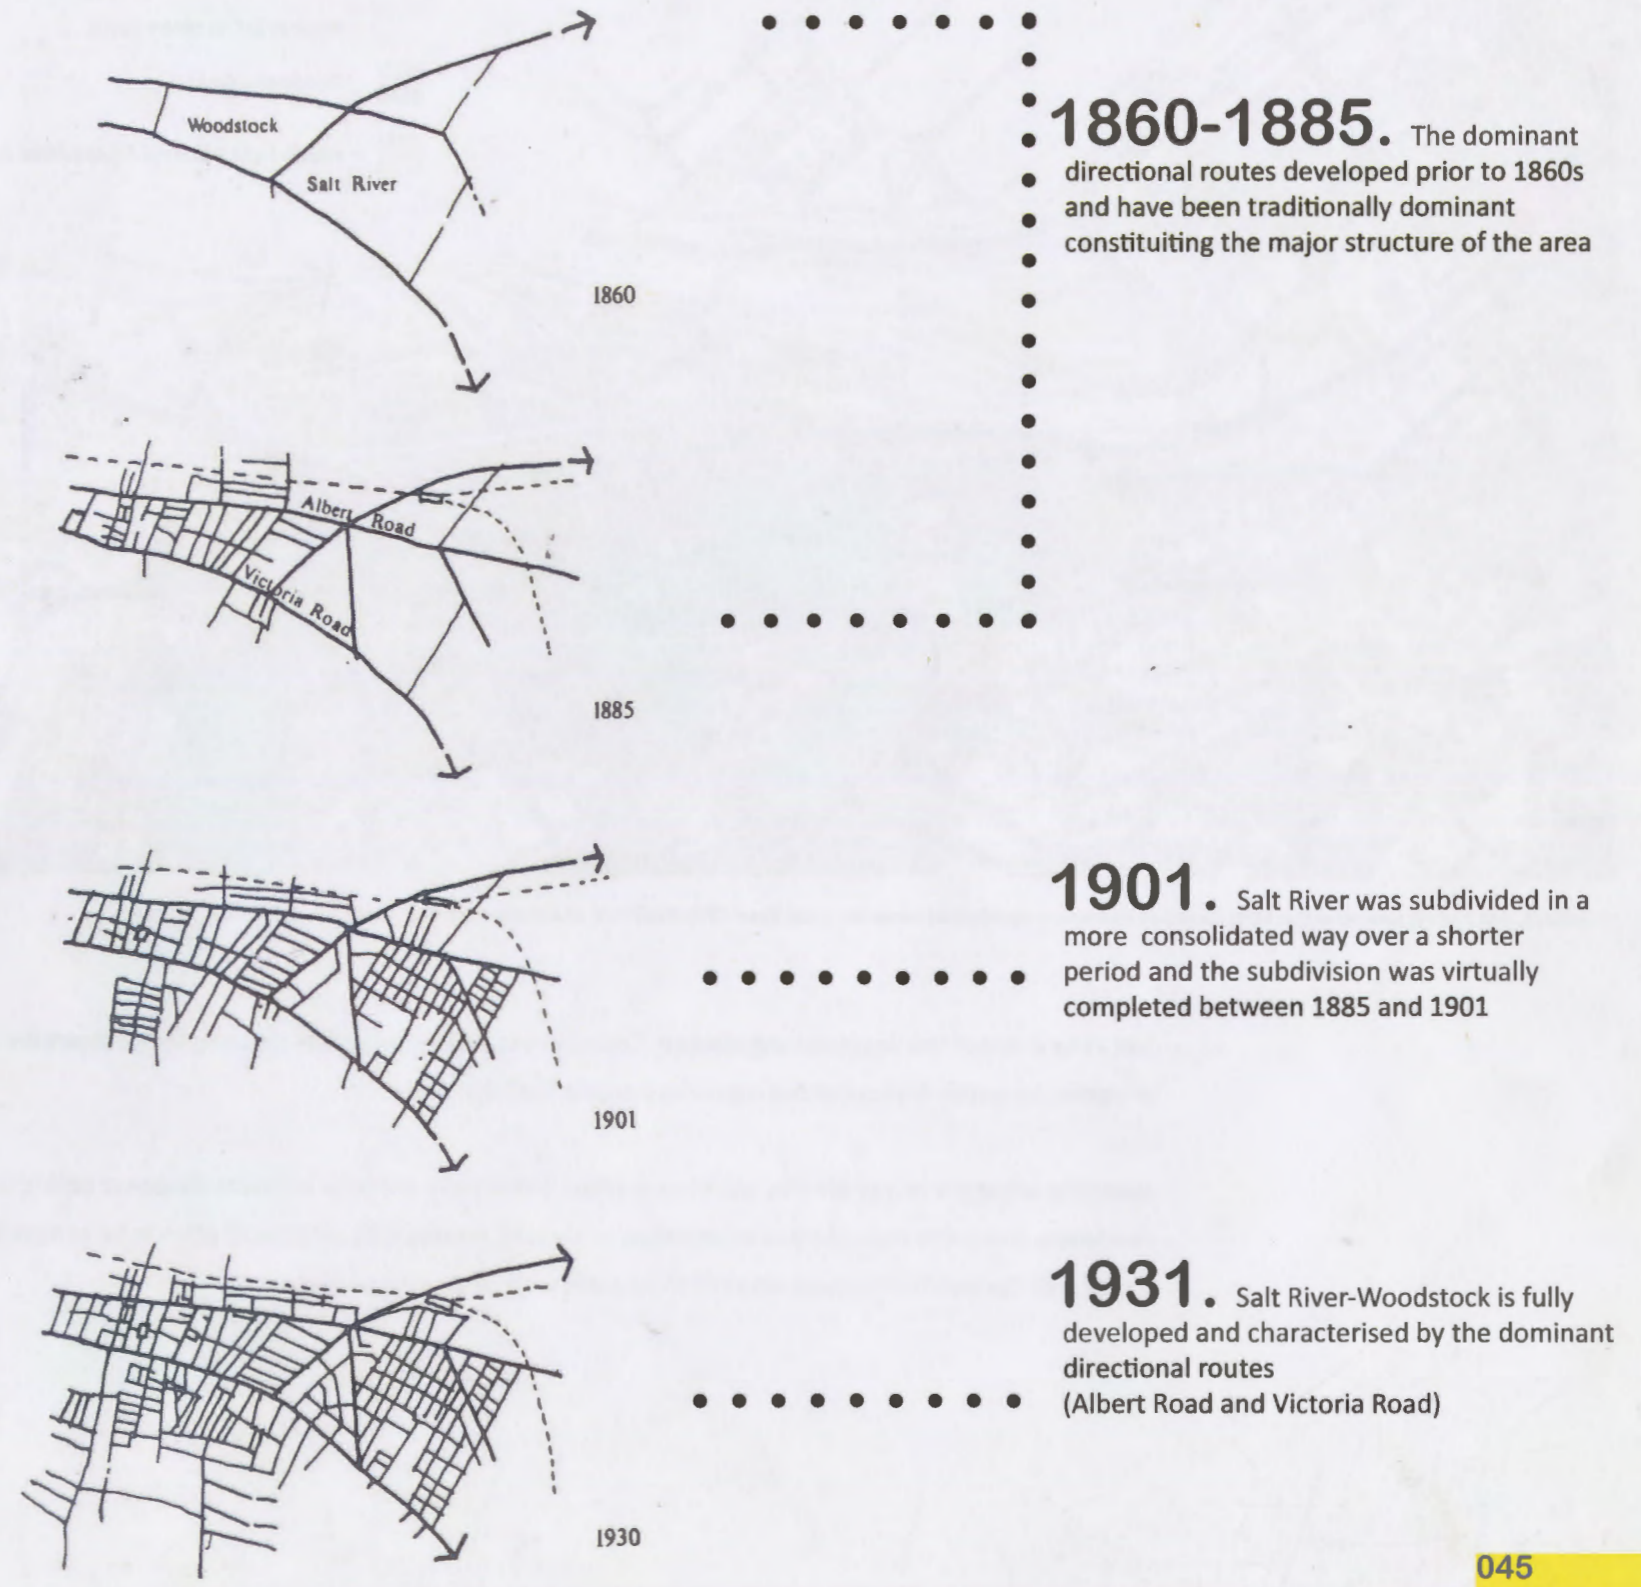 Woodstock
Salt River
1860
1860-1885. The dominant
directional routes developed prior to 1860s
and have been traditionally dominant
constituiting the major structure of the area
Albert Road
Victoria Road
1885
1901
1901. Salt River was subdivided in a
more consolidated way over a shorter
period and the subdivision was virtually
completed between 1885 and 1901
1930
1931. Salt River-Woodstock is fully
developed and characterised by the dominant
directional routes
(Albert Road and Victoria Road)
045